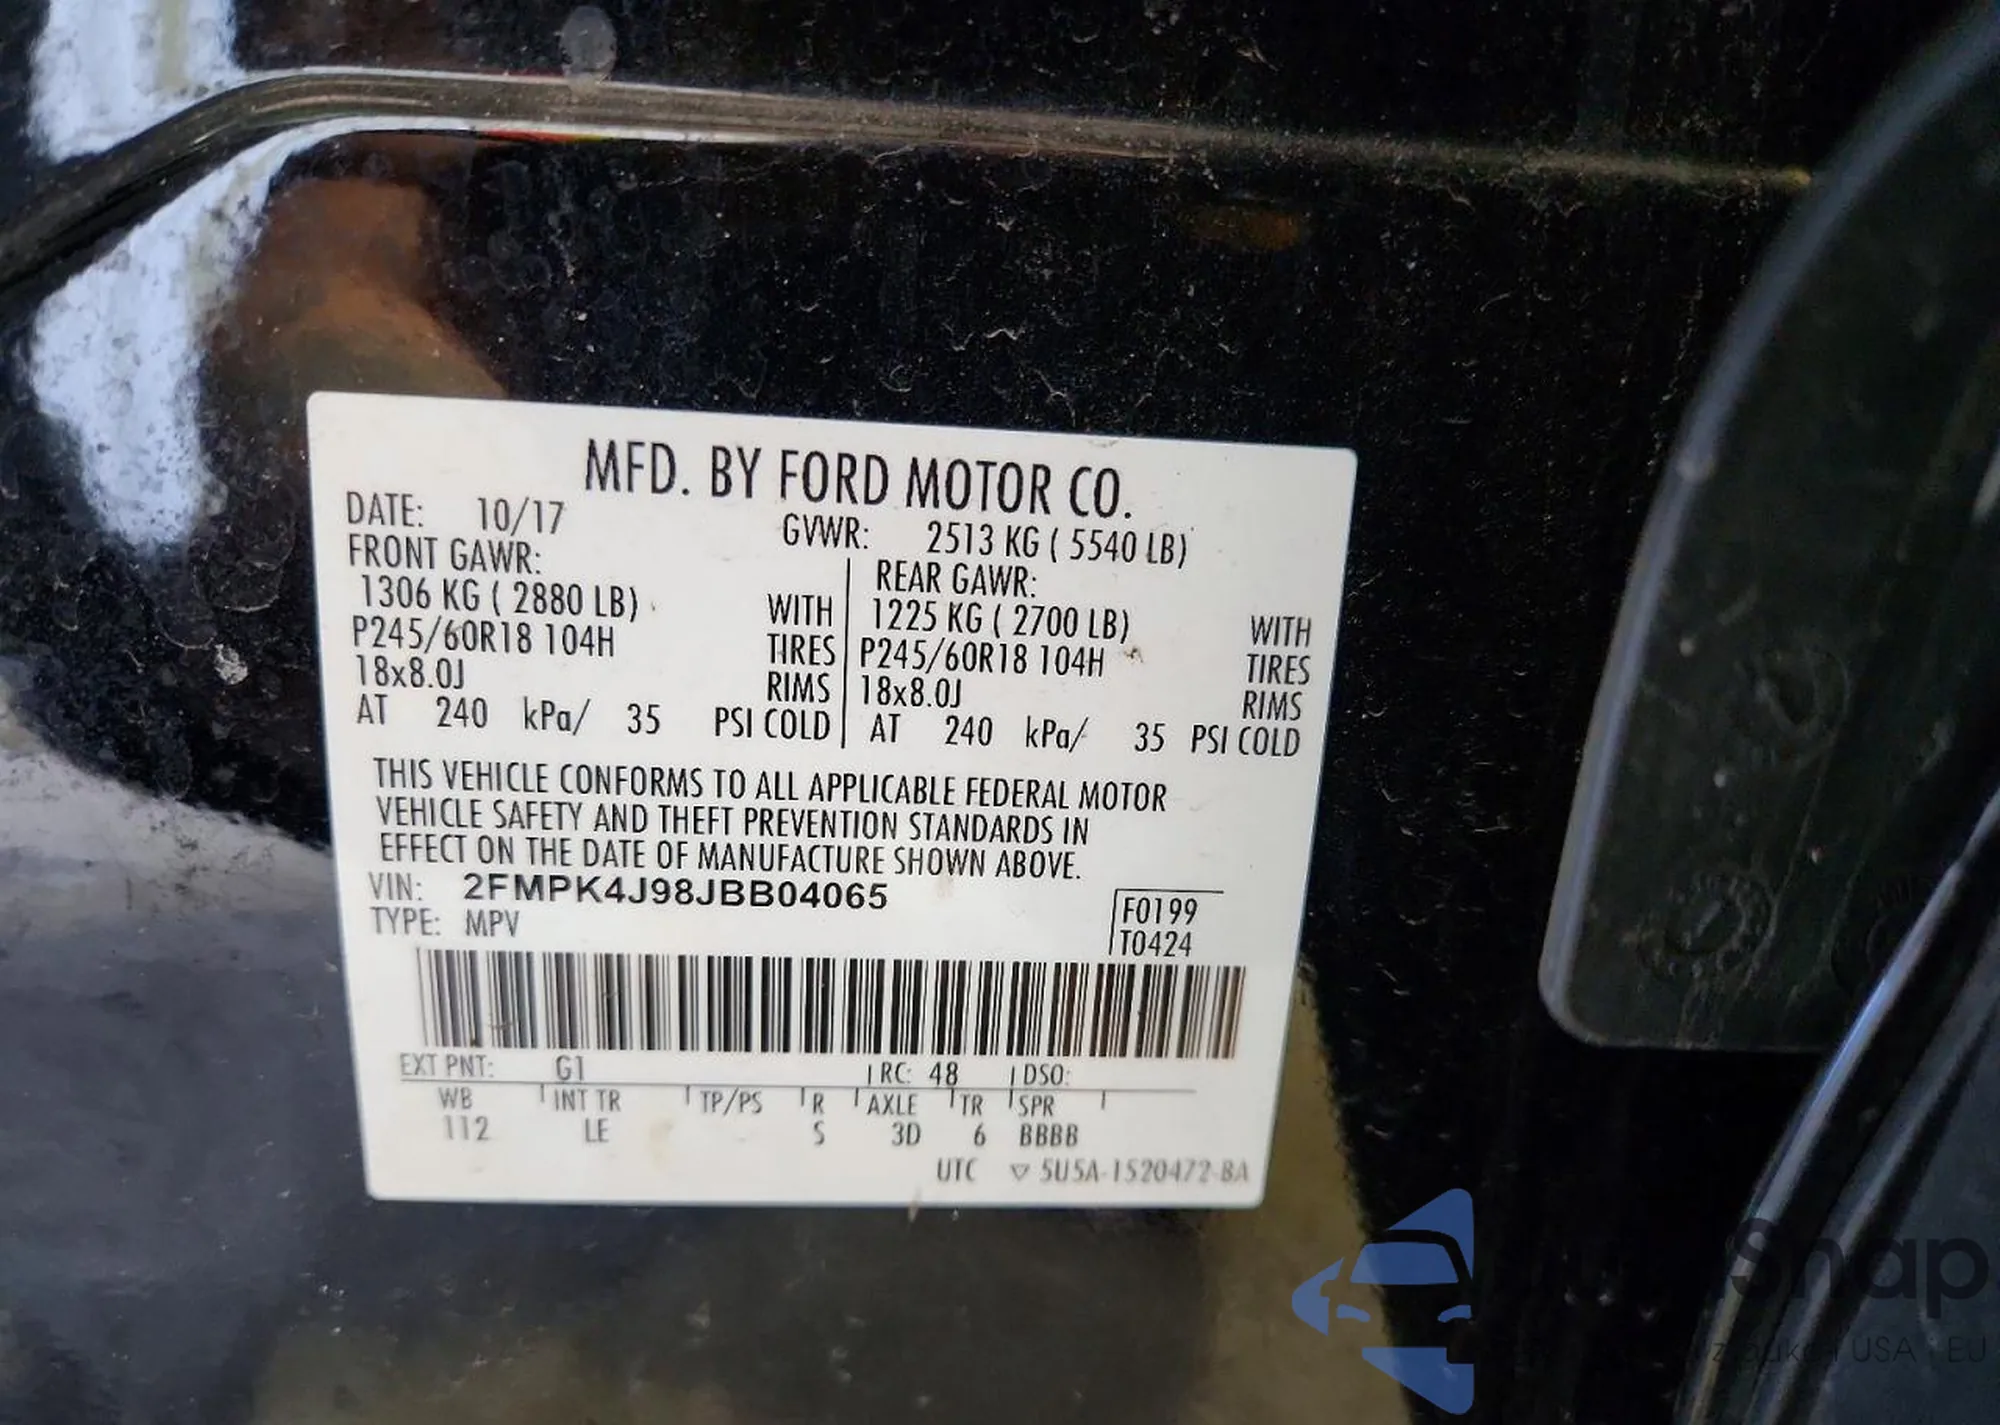 MFD. BY FORD MOTOR CO.
DATE: 10/17 GVWR: 2513 KG ( 5540 LB)
FRONT GAWR: REAR GAWR:
1306 KG ( 2880 LB) WITH 1225 KG ( 2700 LB) WITH
P245/60R18 104H TIRES P245/60R18 104H TIRES
18x8.0J RIMS 18x8.0J RIMS
AT 240 kPa/ 35 PSI COLD AT 240 kPa/ 35 PSI COLD
THIS VEHICLE CONFORMS TO ALL APPLICABLE FEDERAL MOTOR
VEHICLE SAFETY AND THEFT PREVENTION STANDARDS IN
EFFECT ON THE DATE OF MANUFACTURE SHOWN ABOVE.
VIN: 2FMPK4J98JBB04065
TYPE: MPV
F0199
T0424
EXT PNT: G1 RC: 48 DSO:
WB INT TR TP/PS R AXLE TR SPR
112 LE S 3D 6 BBBB
UTC ▽ 5U5A-1520472-BA
Snap
USA EU